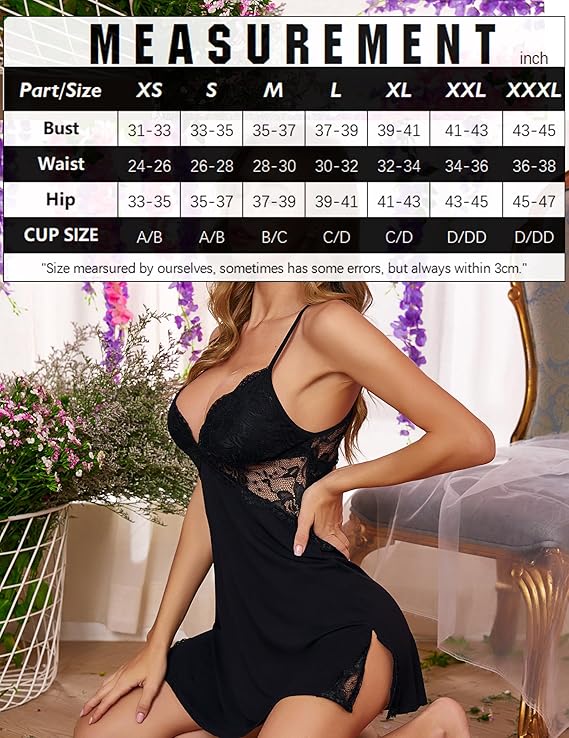 MEASUREMENT inch
Part/Size XS S M L XL XXL XXXL
Bust 31-33 33-35 35-37 37-39 39-41 41-43 43-45
Waist 24-26 26-28 28-30 30-32 32-34 34-36 36-38
Hip 33-35 35-37 37-39 39-41 41-43 43-45 45-47
CUP SIZE A/B A/B B/C C/D C/D D/DD D/DD
"Size mearsured by ourselves, sometimes has some errors, but always within 3cm."